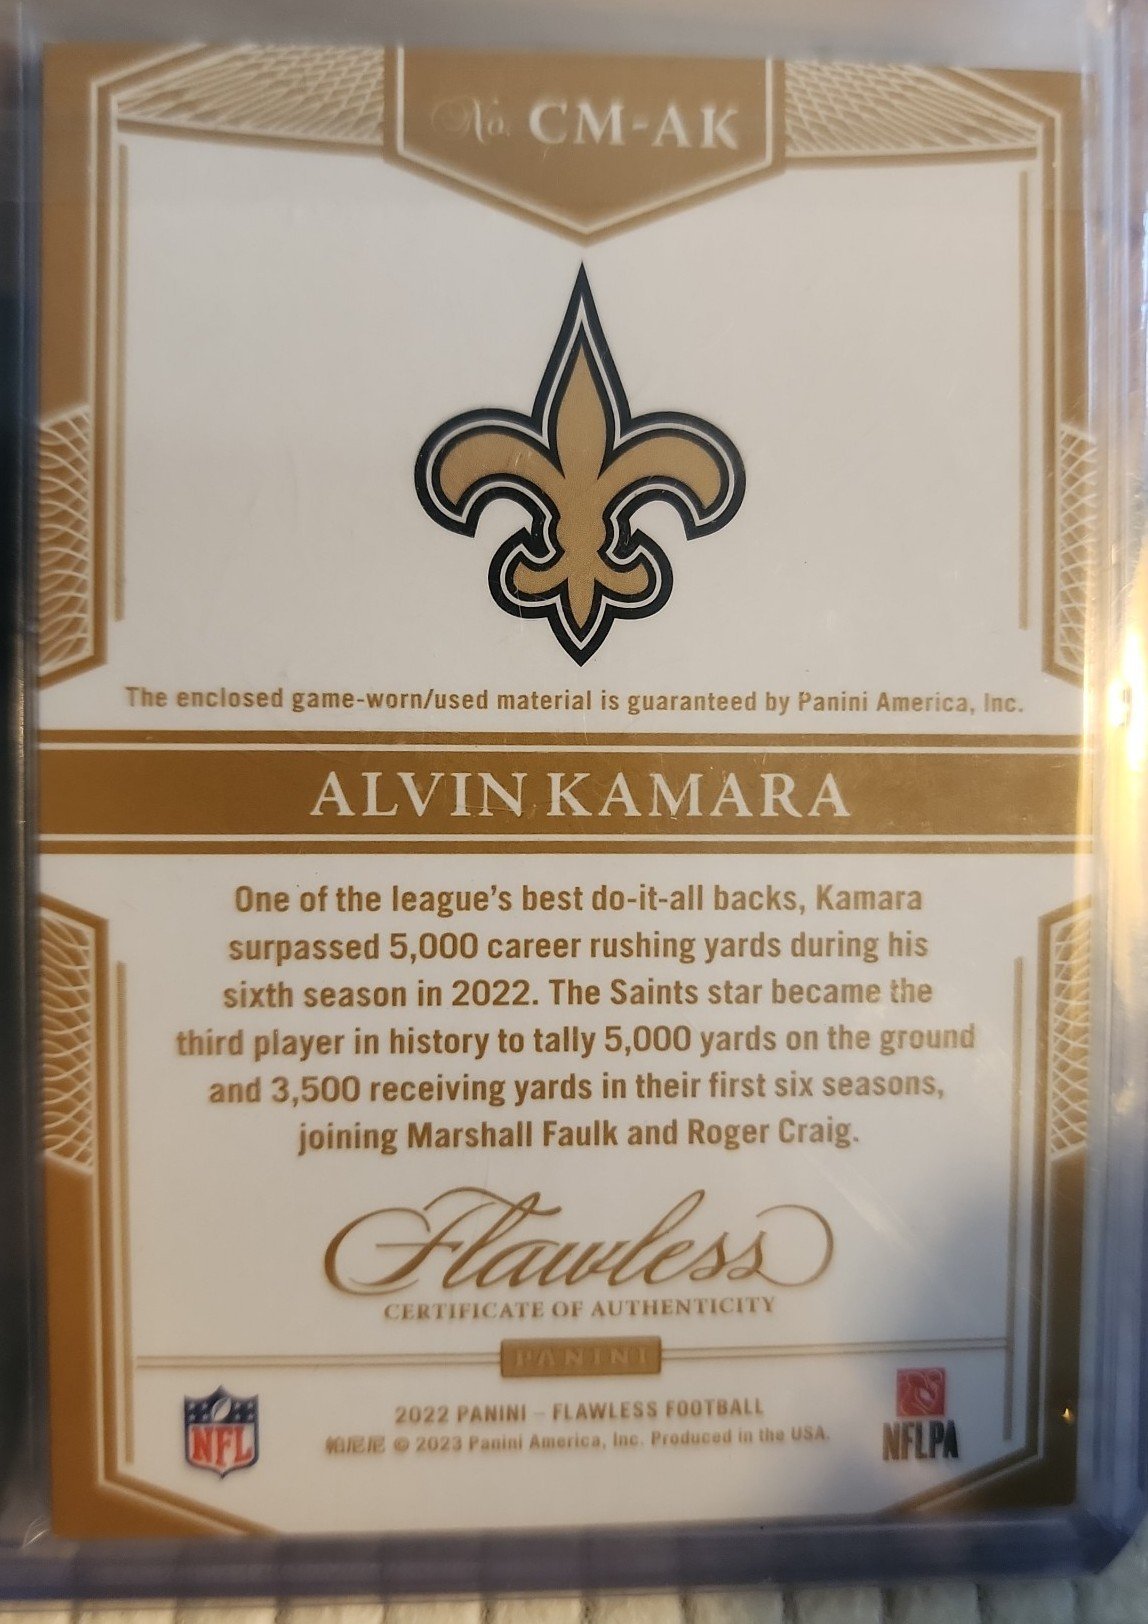 No. CM-AK
The enclosed game-worn/used material is guaranteed by Panini America, Inc.
ALVIN KAMARA
One of the league's best do-it-all backs, Kamara
surpassed 5,000 career rushing yards during his
sixth season in 2022. The Saints star became the
third player in history to tally 5,000 yards on the ground
and 3,500 receiving yards in their first six seasons,
joining Marshall Faulk and Roger Craig.
Flawless
CERTIFICATE OF AUTHENTICITY
PANINI
2022 PANINI – FLAWLESS FOOTBALL
帕尼尼 © 2023 Panini America, Inc. Produced in the USA.
NFL
NFLPA